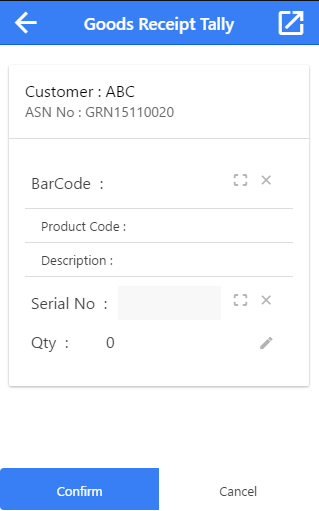 Goods Receipt Tally
Customer : ABC
ASN No : GRN15110020
BarCode :
Product Code :
Description :
Serial No :
Qty : 0
Confirm Cancel